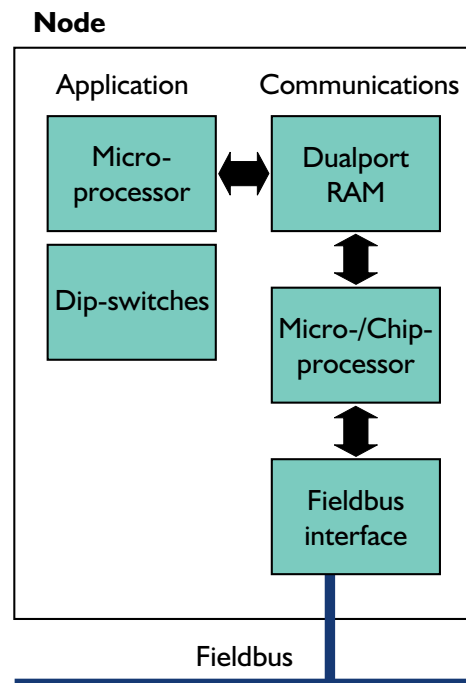 Node
Application
Communications
Micro-
processor
Dualport
RAM
Dip-switches
Micro-/Chip-
processor
Fieldbus
interface
Fieldbus